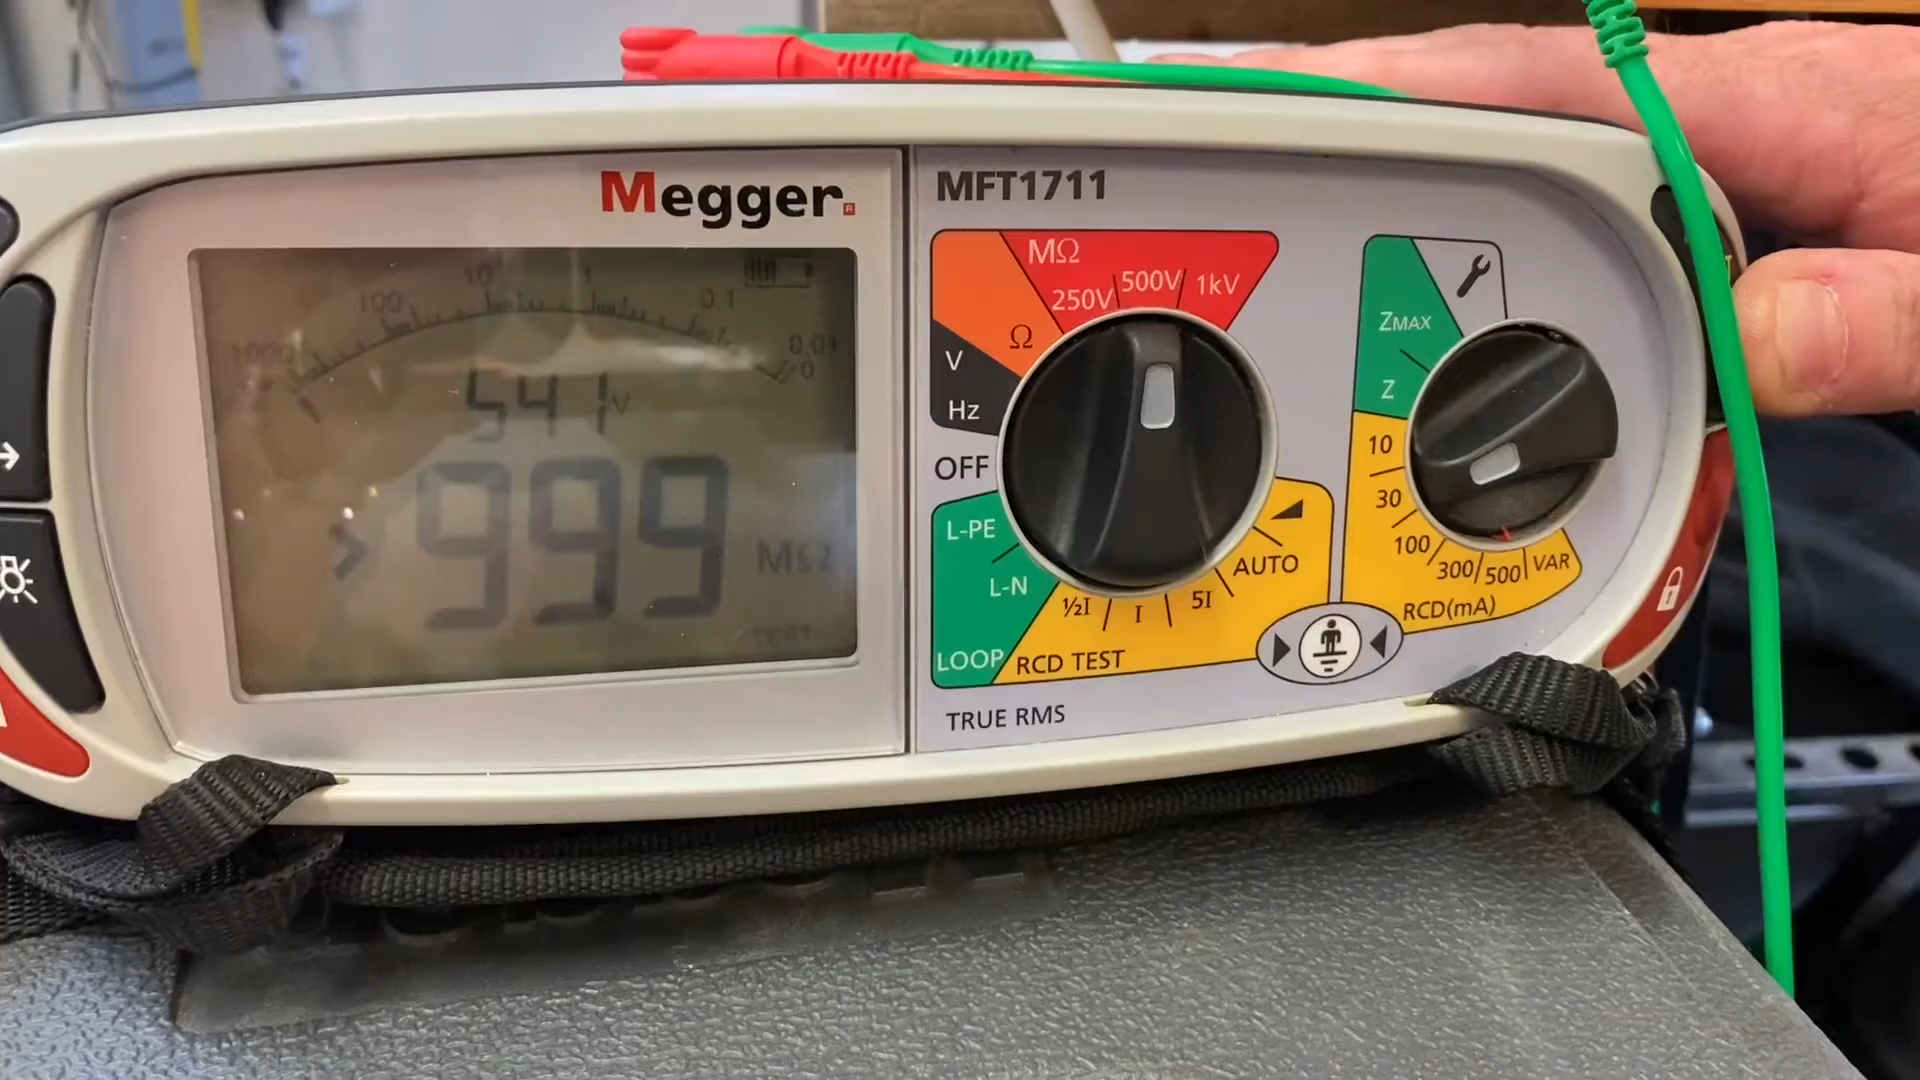 Megger.
MFT1711
1000 100 10 1 0.1 0.01 0
541 V
> 999 MΩ
TEST
MΩ
250V 500V 1kV
Ω
V
Hz
OFF
L-PE
L-N
LOOP
½I I 5I AUTO
RCD TEST
TRUE RMS
ZMAX
Z
10
30
100
300 500 VAR
RCD(mA)